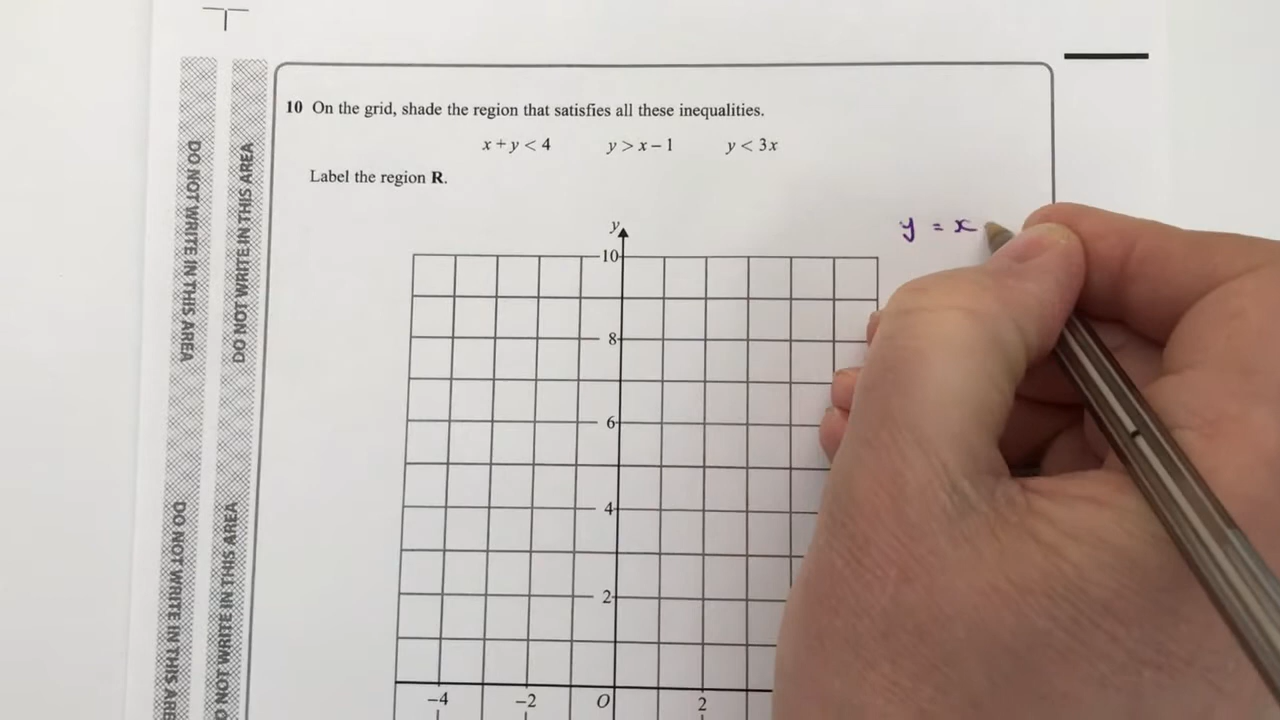 10 On the grid, shade the region that satisfies all these inequalities.
x + y < 4 y > x − 1 y < 3x
Label the region R.
y = x
y
10
8
6
4
2
−4 −2 O 2
DO NOT WRITE IN THIS AREA
DO NOT WRITE IN THIS AREA
DO NOT WRITE IN THIS ARE
O NOT WRITE IN THIS AREA